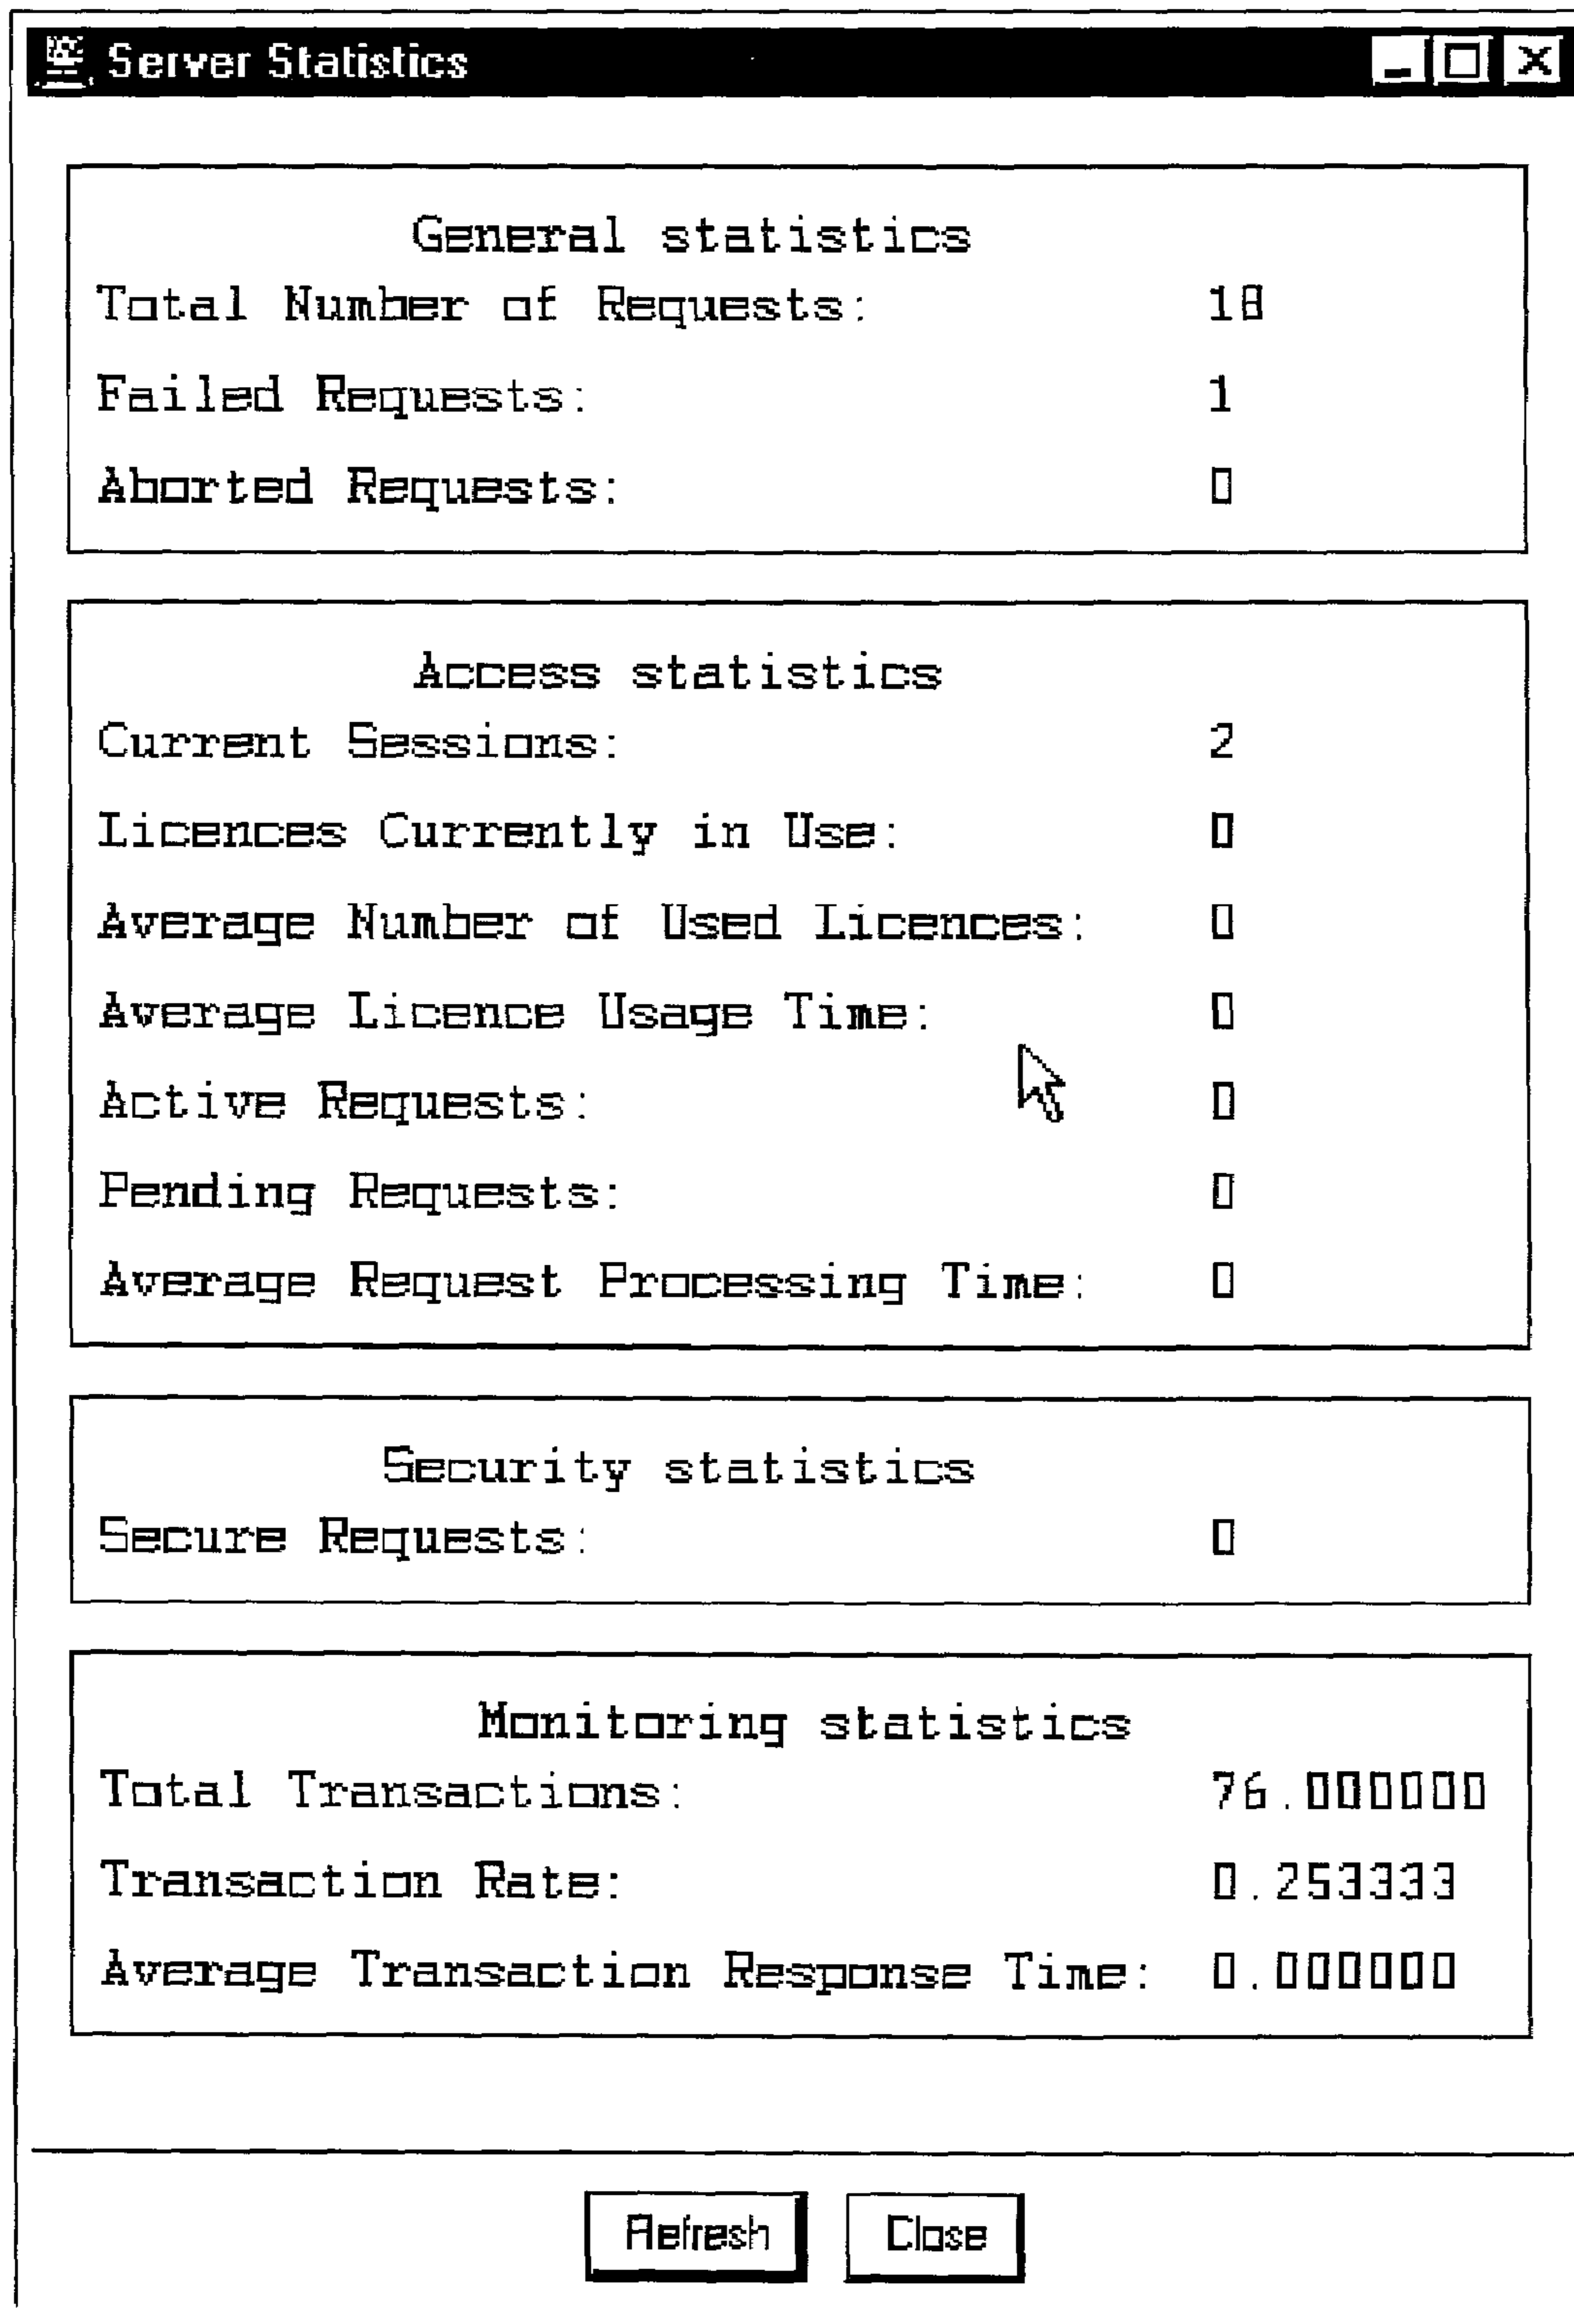 Server Statistics
General statistics
Total Number of Requests: 18
Failed Requests: 1
Aborted Requests: 0
Access statistics
Current Sessions: 2
Licences Currently in Use: 0
Average Number of Used Licences: 0
Average Licence Usage Time: 0
Active Requests: 0
Pending Requests: 0
Average Request Processing Time: 0
Security statistics
Secure Requests: 0
Monitoring statistics
Total Transactions: 76.000000
Transaction Rate: 0.253333
Average Transaction Response Time: 0.000000
Refresh Close